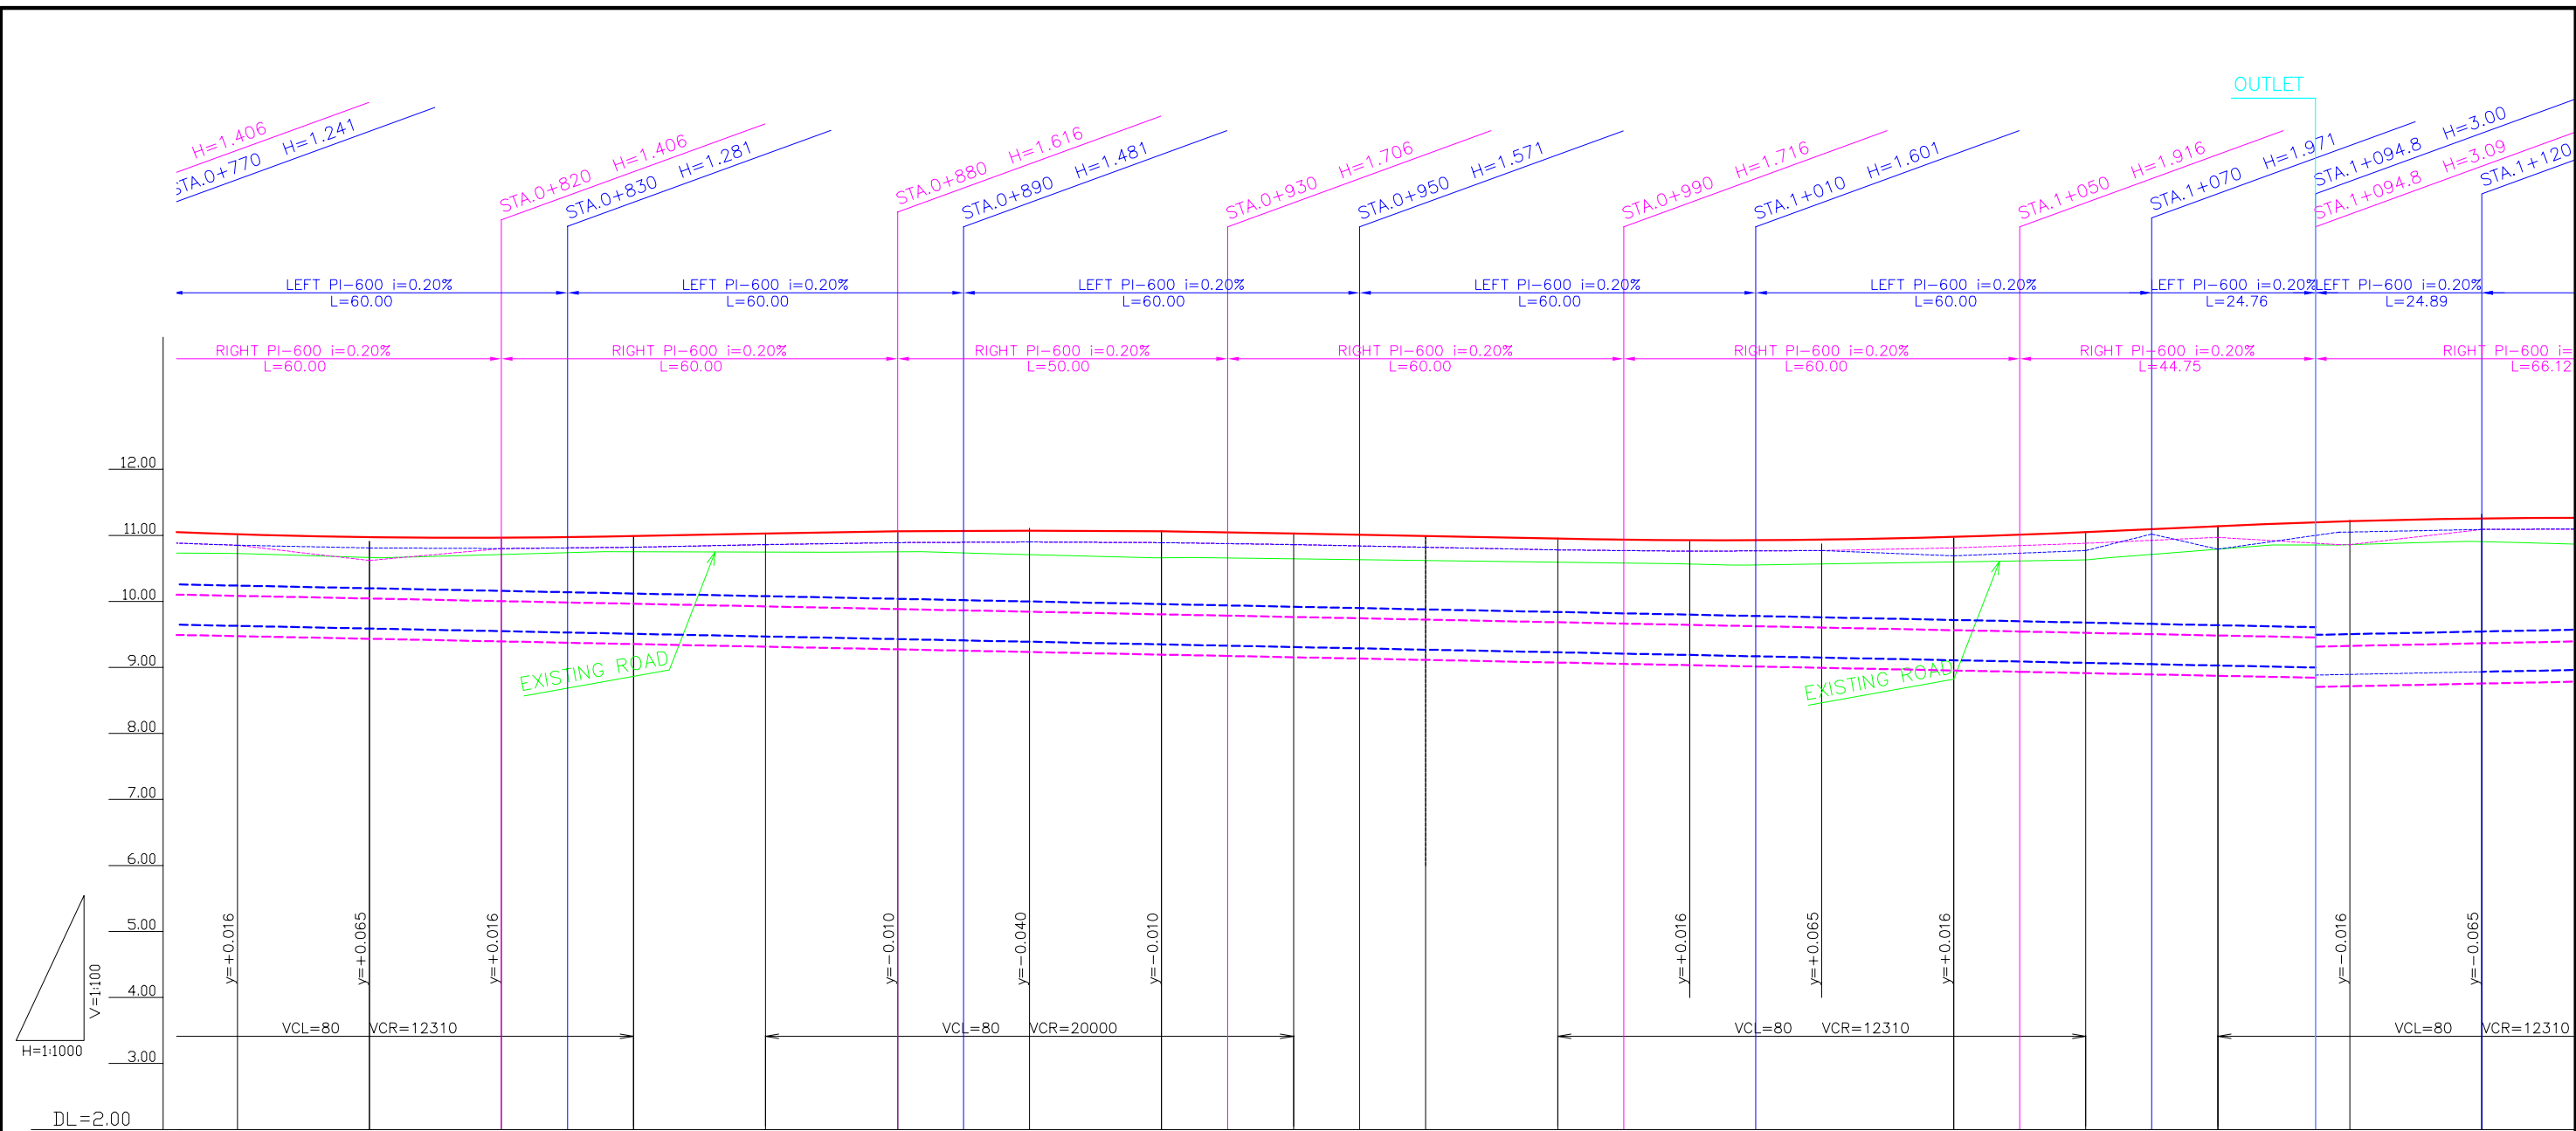 OUTLET
H=1.406
STA.0+770 H=1.241
STA.0+820 H=1.406
STA.0+830 H=1.281
STA.0+880 H=1.616
STA.0+890 H=1.481
STA.0+930 H=1.706
STA.0+950 H=1.571
STA.0+990 H=1.716
STA.1+010 H=1.601
STA.1+050 H=1.916
STA.1+070 H=1.971
STA.1+094.8 H=3.00
STA.1+094.8 H=3.09
STA.1+120
LEFT PI-600 i=0.20%
L=60.00
LEFT PI-600 i=0.20%
L=60.00
LEFT PI-600 i=0.20%
L=60.00
LEFT PI-600 i=0.20%
L=60.00
LEFT PI-600 i=0.20%
L=60.00
LEFT PI-600 i=0.20%
L=24.76
LEFT PI-600 i=0.20%
L=24.89
RIGHT PI-600 i=0.20%
L=60.00
RIGHT PI-600 i=0.20%
L=60.00
RIGHT PI-600 i=0.20%
L=50.00
RIGHT PI-600 i=0.20%
L=60.00
RIGHT PI-600 i=0.20%
L=60.00
RIGHT PI-600 i=0.20%
L=44.75
RIGHT PI-600 i=
L=66.12
12.00
11.00
10.00
9.00
8.00
7.00
6.00
5.00
4.00
3.00
DL=2.00
EXISTING ROAD
EXISTING ROAD
V=1:100
H=1:1000
y=+0.016
y=+0.065
y=+0.016
y=-0.010
y=-0.040
y=-0.010
y=+0.016
y=+0.065
y=+0.016
y=-0.016
y=-0.065
VCL=80 VCR=12310
VCL=80 VCR=20000
VCL=80 VCR=12310
VCL=80 VCR=12310